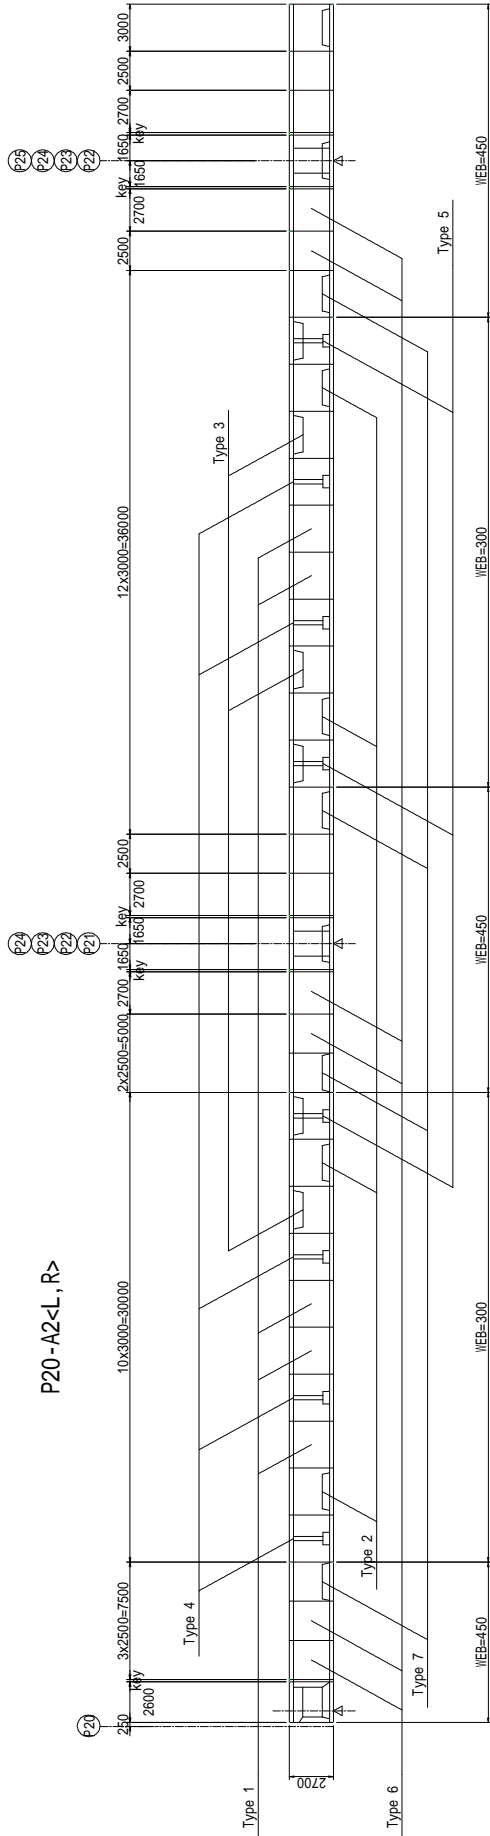 P20-A2<L,R>
P20
P24
P23
P22
P21
P25
P24
P23
P22
250
2600
key
3x2500=7500
10x3000=30000
2x2500=5000
2700
key
1650
1650
key
2700
2500
12x3000=36000
2500
2700
key
1650
1650
key
2700
2500
3000
Type 4
Type 3
Type 1
2700
Type 6
Type 7
Type 2
Type 5
WEB=450
WEB=300
WEB=450
WEB=300
WEB=450